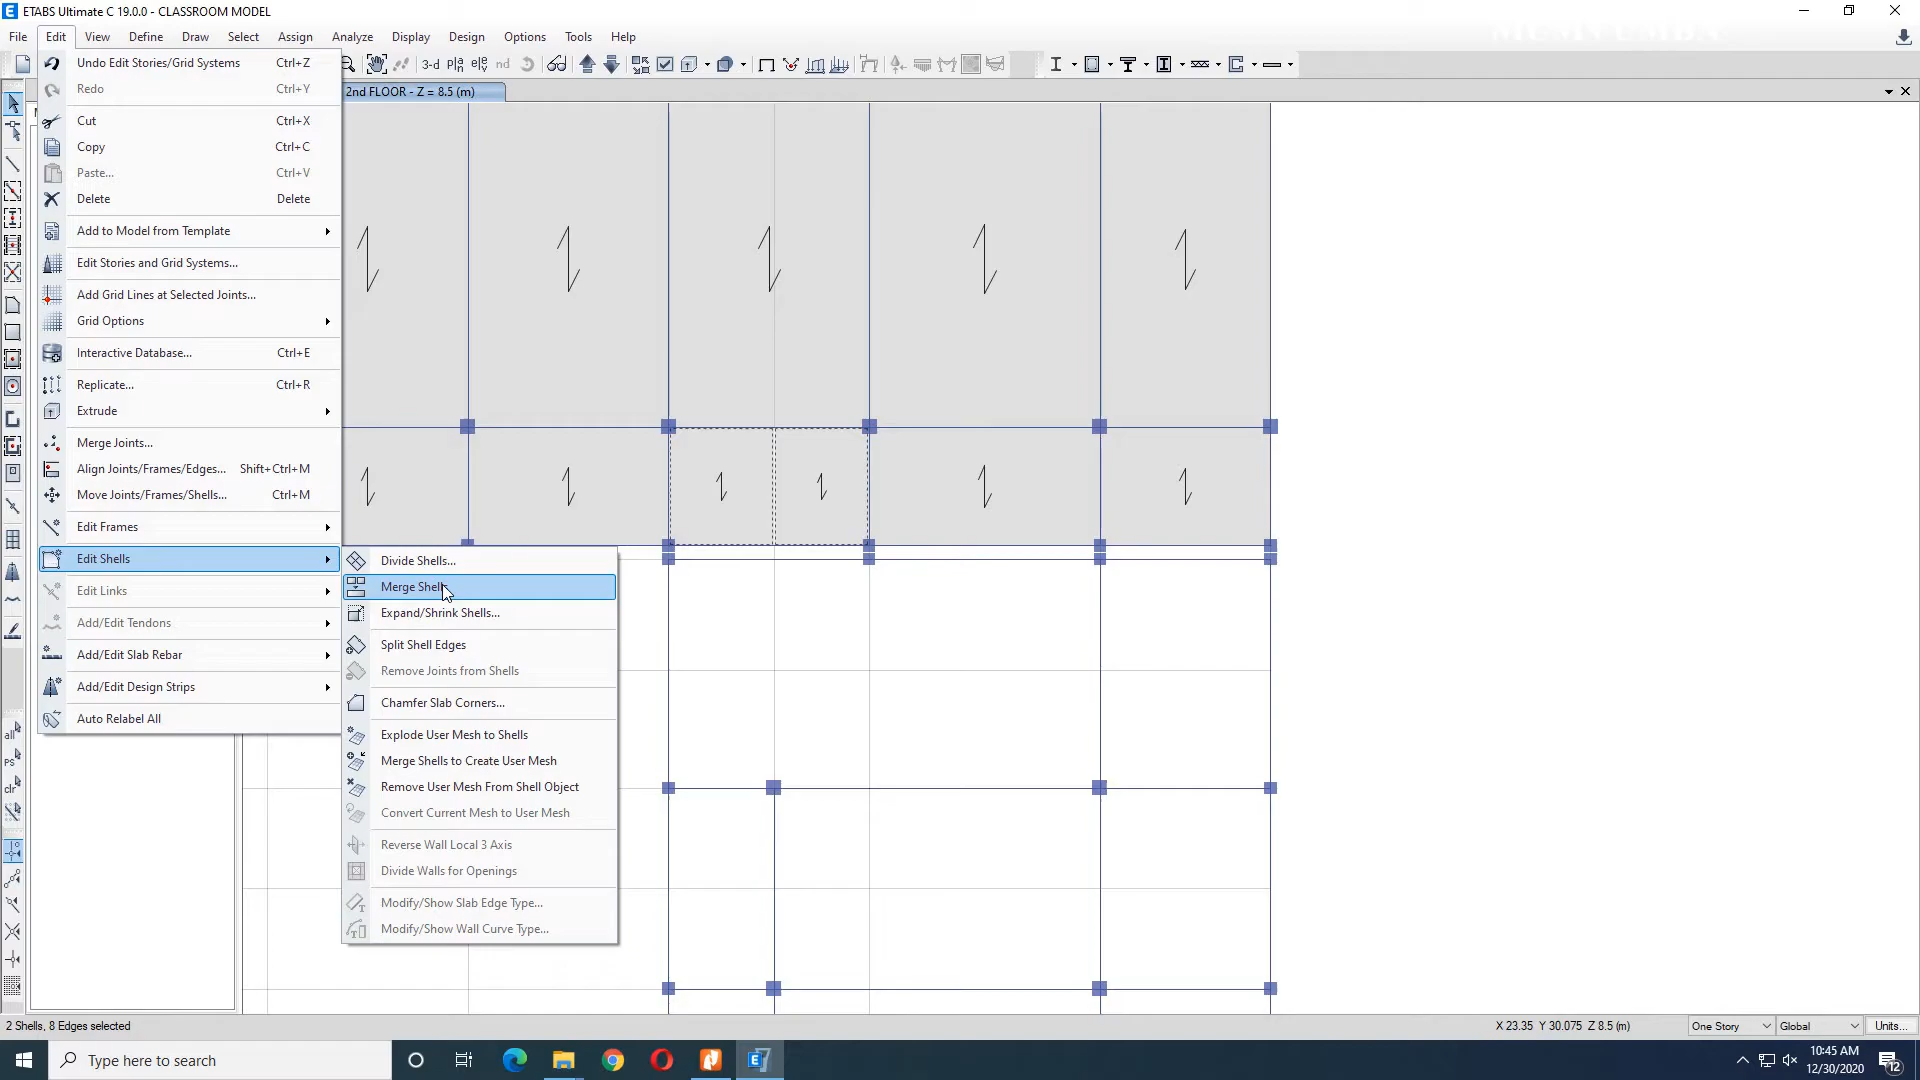 ETABS Ultimate C 19.0.0 - CLASSROOM MODEL
File Edit View Define Draw Select Assign Analyze Display Design Options Tools Help
3-d nd
2nd FLOOR - Z = 8.5 (m)
Undo Edit Stories/Grid Systems Ctrl+Z
Redo Ctrl+Y
Cut Ctrl+X
Copy Ctrl+C
Paste... Ctrl+V
Delete Delete
Add to Model from Template
Edit Stories and Grid Systems...
Add Grid Lines at Selected Joints...
Grid Options
Interactive Database... Ctrl+E
Replicate... Ctrl+R
Extrude
Merge Joints...
Align Joints/Frames/Edges... Shift+Ctrl+M
Move Joints/Frames/Shells... Ctrl+M
Edit Frames
Edit Shells
Edit Links
Add/Edit Tendons
Add/Edit Slab Rebar
Add/Edit Design Strips
Auto Relabel All
Divide Shells...
Merge Shells
Expand/Shrink Shells...
Split Shell Edges
Remove Joints from Shells
Chamfer Slab Corners...
Explode User Mesh to Shells
Merge Shells to Create User Mesh
Remove User Mesh From Shell Object
Convert Current Mesh to User Mesh
Reverse Wall Local 3 Axis
Divide Walls for Openings
Modify/Show Slab Edge Type...
Modify/Show Wall Curve Type...
all
ps
clr
2 Shells, 8 Edges selected
X 23.35 Y 30.075 Z 8.5 (m)
One Story
Global
Units...
Type here to search
10:45 AM
12/30/2020
12